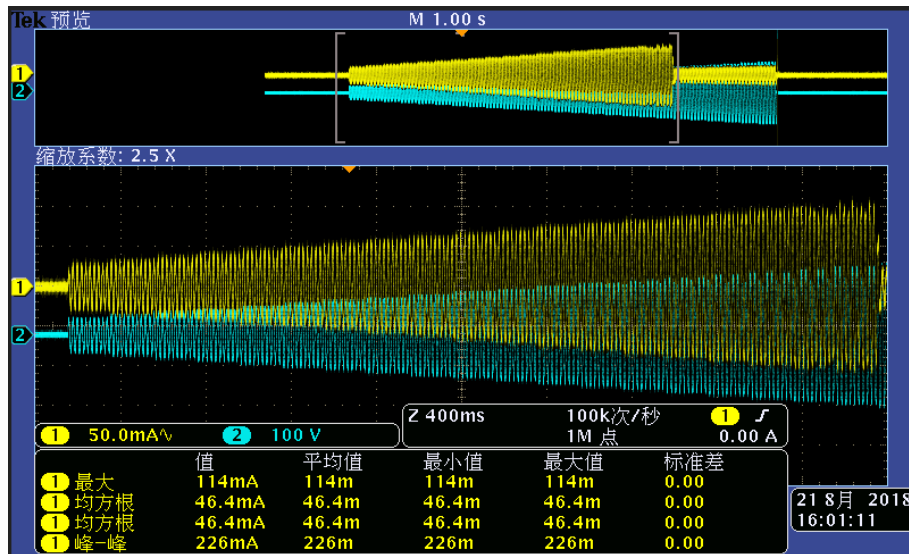 Tek 预览 M 1.00 s
1
2
缩放系数: 2.5 X
1
2
1 50.0mA∿ 2 100 V
Z 400ms 100k次/秒 1 ʃ
1M 点 0.00 A
值 平均值 最小值 最大值 标准差
1 最大 114mA 114m 114m 114m 0.00
1 均方根 46.4mA 46.4m 46.4m 46.4m 0.00
1 均方根 46.4mA 46.4m 46.4m 46.4m 0.00
1 峰-峰 226mA 226m 226m 226m 0.00
21 8月 2018
16:01:11